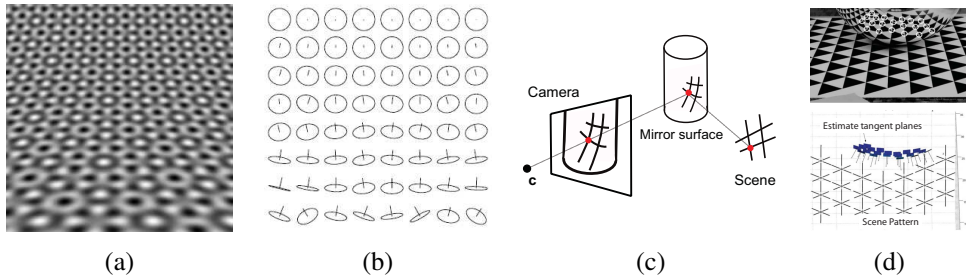 Camera
c
Mirror surface
Scene
Estimate tangent planes
Scene Pattern
(a)
(b)
(c)
(d)